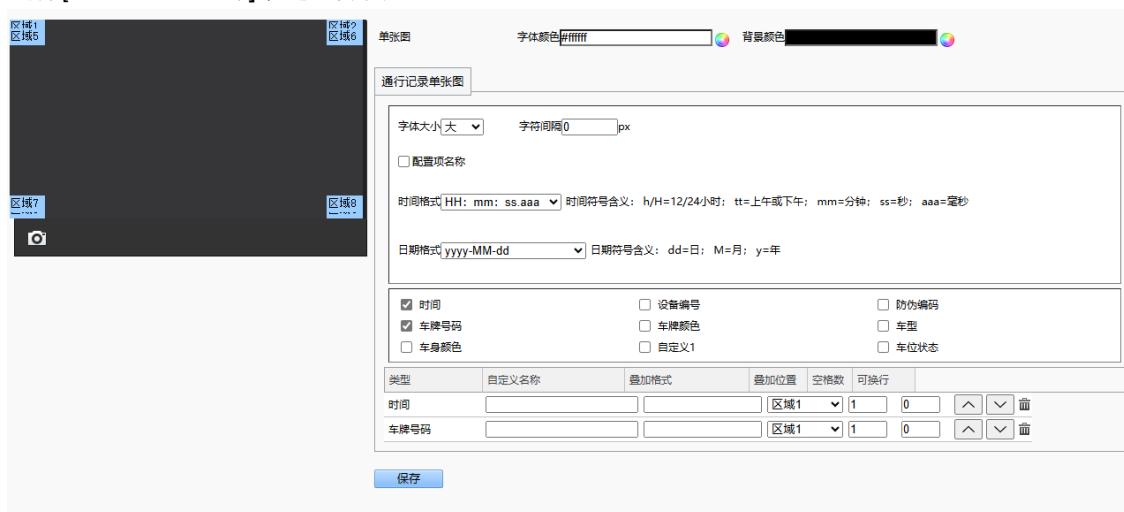 区域1
区域5
区域2
区域6
区域7
区域8
单张图 字体颜色#ffffff 背景颜色
通行记录单张图
字体大小 大 字符间隔0 px
配置项名称
时间格式 HH: mm: ss.aaa 时间符号含义: h/H=12/24小时; tt=上午或下午; mm=分钟; ss=秒; aaa=毫秒
日期格式 yyyy-MM-dd 日期符号含义: dd=日; M=月; y=年
时间 设备编号 防伪编码
车牌号码 车牌颜色 车型
车身颜色 自定义1 车位状态
类型 自定义名称 叠加格式 叠加位置 空格数 可换行
时间 区域1 1 0
车牌号码 区域1 1 0
保存